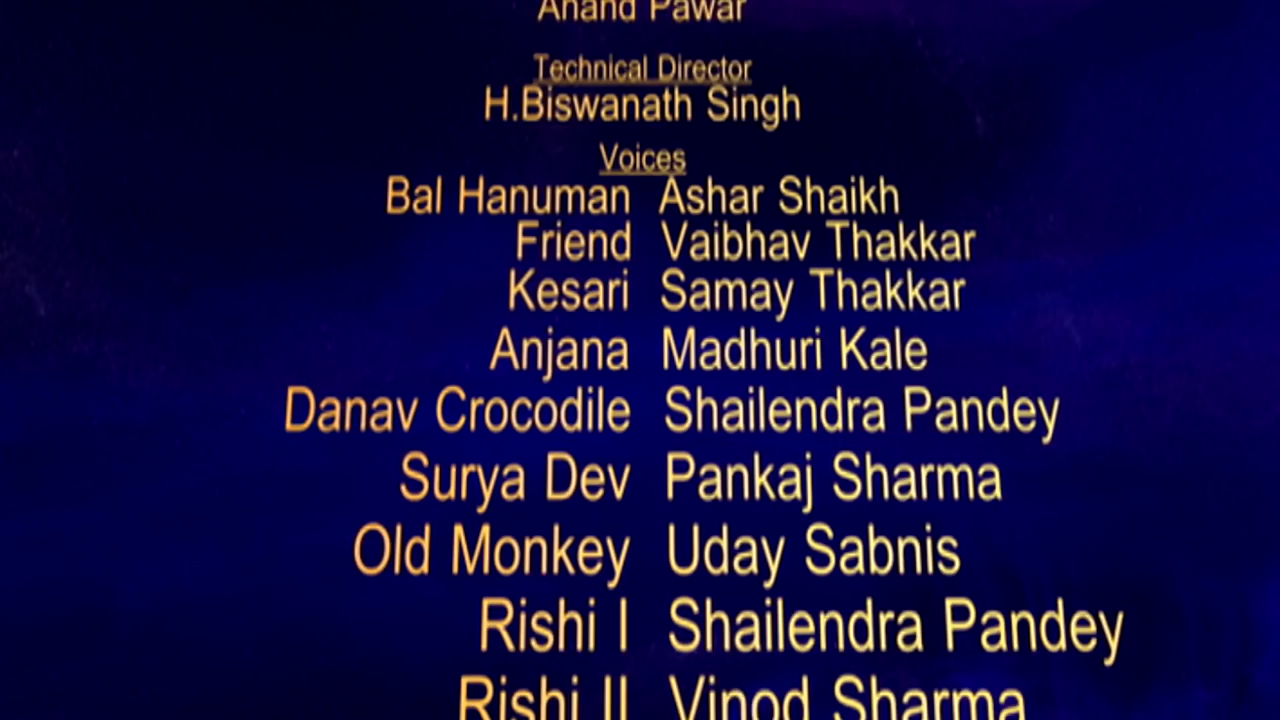 Anand Pawar
Technical Director
H.Biswanath Singh
Voices
Bal Hanuman Ashar Shaikh
Friend Vaibhav Thakkar
Kesari Samay Thakkar
Anjana Madhuri Kale
Danav Crocodile Shailendra Pandey
Surya Dev Pankaj Sharma
Old Monkey Uday Sabnis
Rishi I Shailendra Pandey
Rishi II Vinod Sharma